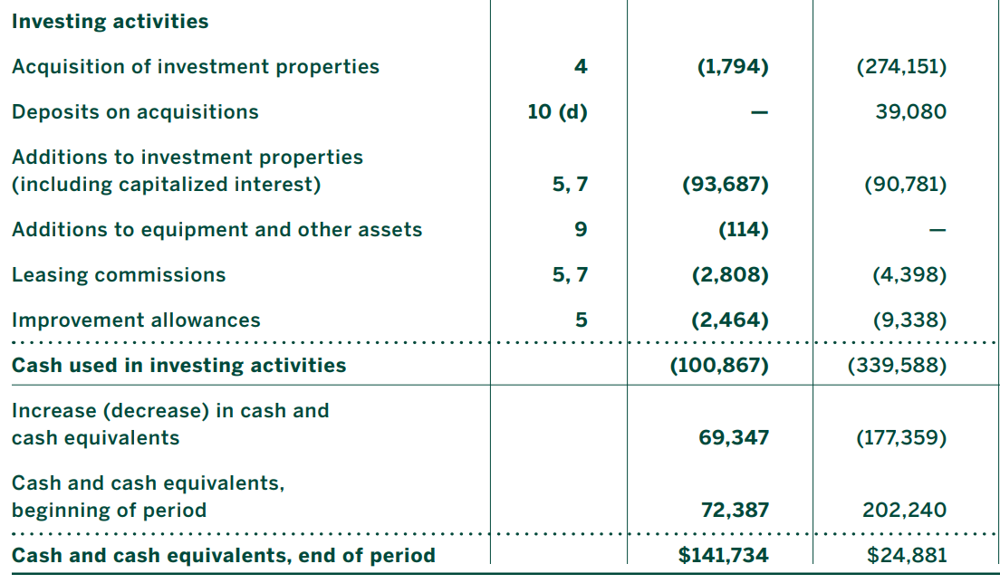 Investing activities
Acquisition of investment properties 4 (1,794) (274,151)
Deposits on acquisitions 10 (d) — 39,080
Additions to investment properties
(including capitalized interest) 5, 7 (93,687) (90,781)
Additions to equipment and other assets 9 (114) —
Leasing commissions 5, 7 (2,808) (4,398)
Improvement allowances 5 (2,464) (9,338)
Cash used in investing activities (100,867) (339,588)
Increase (decrease) in cash and
cash equivalents 69,347 (177,359)
Cash and cash equivalents,
beginning of period 72,387 202,240
Cash and cash equivalents, end of period $141,734 $24,881